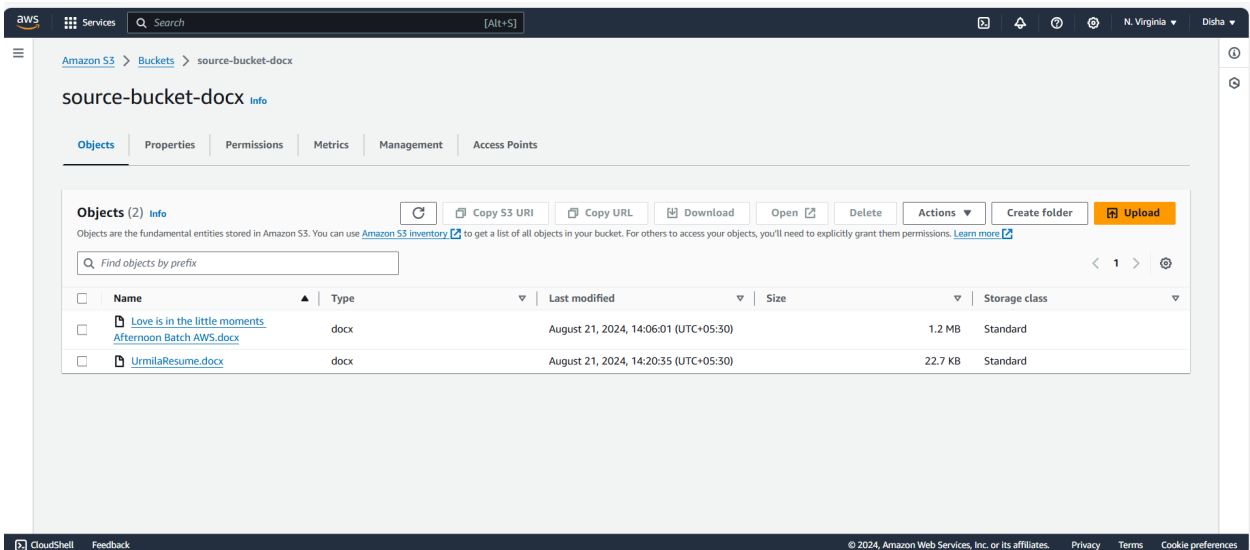 aws Services Search [Alt+S] N. Virginia Disha
Amazon S3 > Buckets > source-bucket-docx
source-bucket-docx Info
Objects Properties Permissions Metrics Management Access Points
Objects (2) Info Copy S3 URI Copy URL Download Open Delete Actions Create folder Upload
Objects are the fundamental entities stored in Amazon S3. You can use Amazon S3 inventory to get a list of all objects in your bucket. For others to access your objects, you'll need to explicitly grant them permissions. Learn more
Find objects by prefix < 1 >
Name Type Last modified Size Storage class
Love is in the little moments
Afternoon Batch AWS.docx docx August 21, 2024, 14:06:01 (UTC+05:30) 1.2 MB Standard
UrmilaResume.docx docx August 21, 2024, 14:20:35 (UTC+05:30) 22.7 KB Standard
CloudShell Feedback © 2024, Amazon Web Services, Inc. or its affiliates. Privacy Terms Cookie preferences